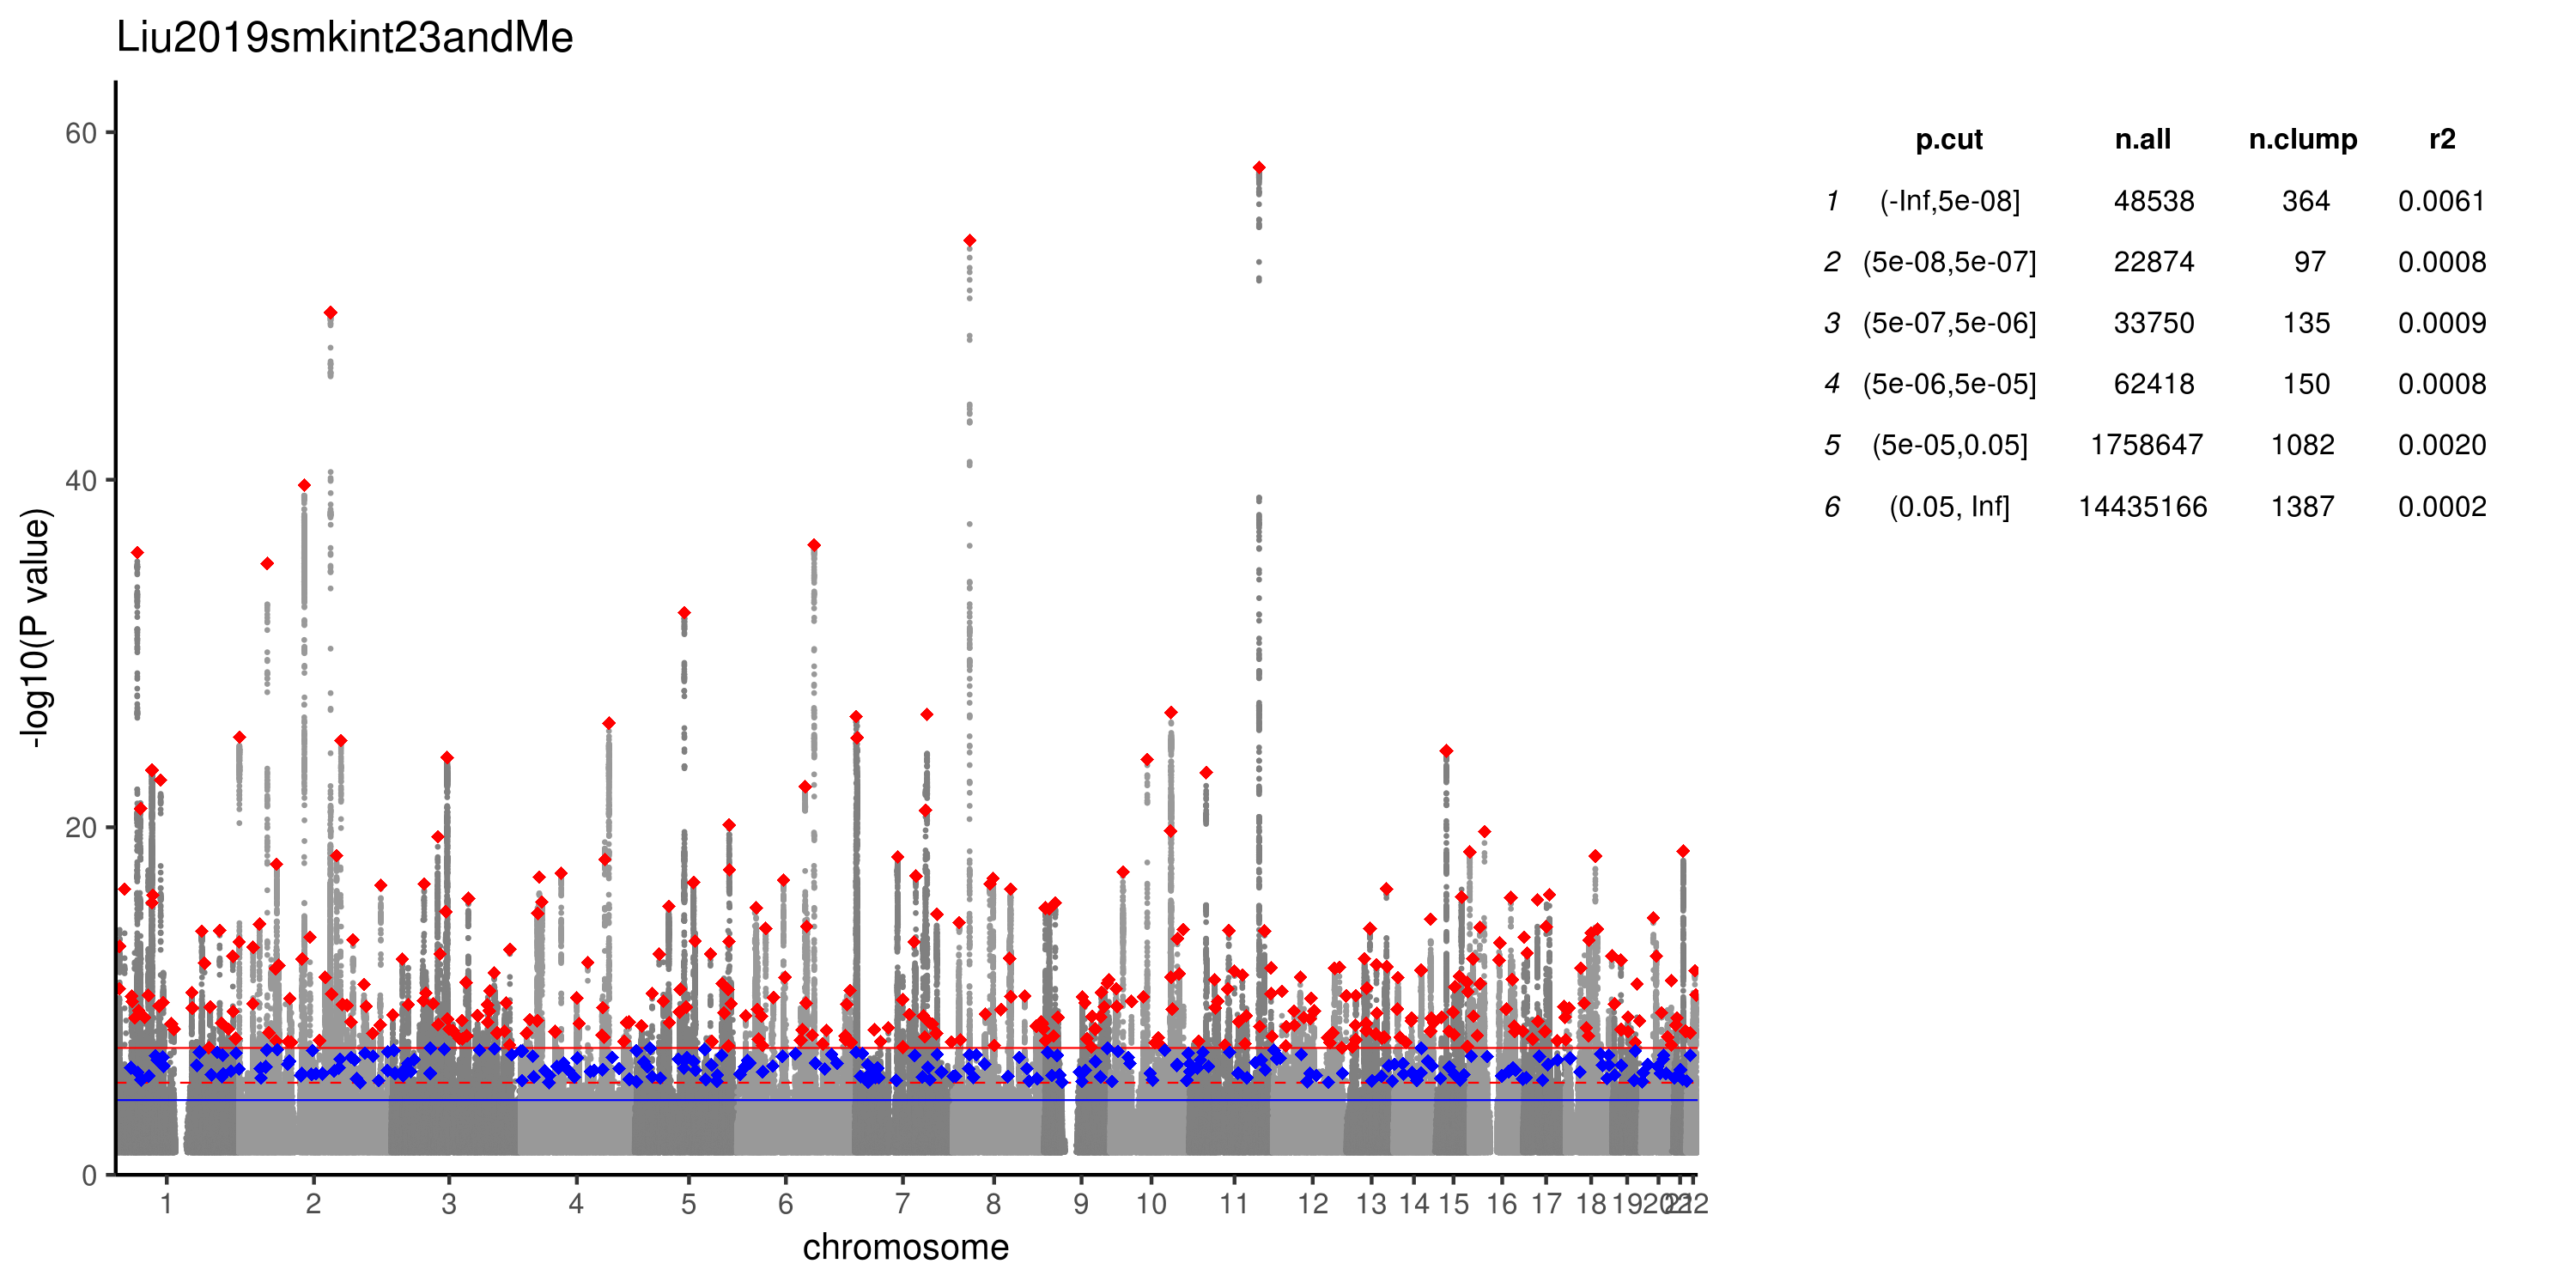 Liu2019smkint23andMe
-log10(P value)
60
40
20
0
1 2 3 4 5 6 7 8 9 10 11 12 13 14 15 16 17 18 19 20 21 22
chromosome
p.cut n.all n.clump r2
1 (-Inf,5e-08] 48538 364 0.0061
2 (5e-08,5e-07] 22874 97 0.0008
3 (5e-07,5e-06] 33750 135 0.0009
4 (5e-06,5e-05] 62418 150 0.0008
5 (5e-05,0.05] 1758647 1082 0.0020
6 (0.05, Inf] 14435166 1387 0.0002